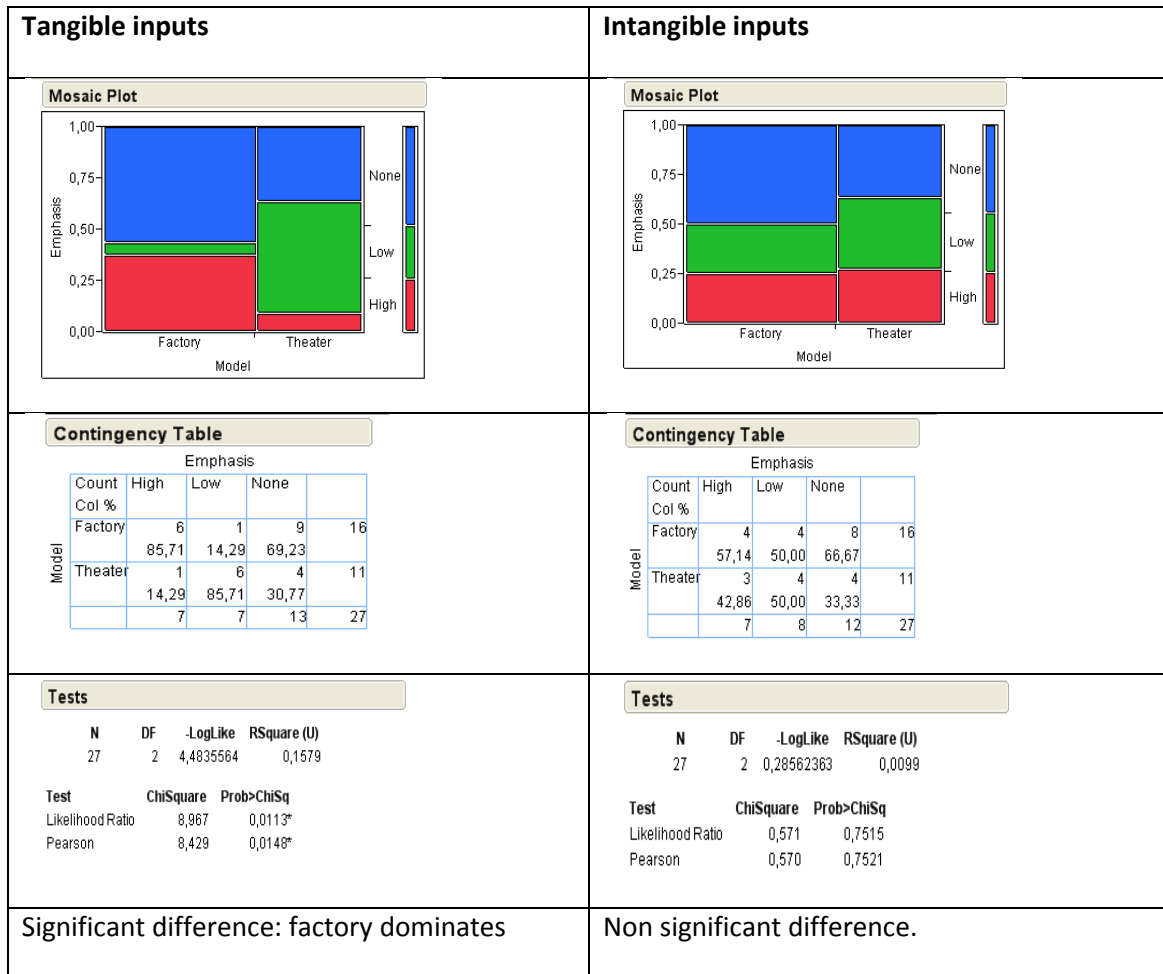 Tangible inputs
Intangible inputs
Mosaic Plot
1,00
0,75
0,50
0,25
0,00
Emphasis
None
Low
High
Factory Theater
Model
Mosaic Plot
1,00
0,75
0,50
0,25
0,00
Emphasis
None
Low
High
Factory Theater
Model
Contingency Table
Emphasis
Model
Count High Low None
Col %
Factory 6 1 9 16
85,71 14,29 69,23
Theater 1 6 4 11
14,29 85,71 30,77
7 7 13 27
Contingency Table
Emphasis
Model
Count High Low None
Col %
Factory 4 4 8 16
57,14 50,00 66,67
Theater 3 4 4 11
42,86 50,00 33,33
7 8 12 27
Tests
N DF -LogLike RSquare (U)
27 2 4,4835564 0,1579
Test ChiSquare Prob>ChiSq
Likelihood Ratio 8,967 0,0113*
Pearson 8,429 0,0148*
Tests
N DF -LogLike RSquare (U)
27 2 0,28562363 0,0099
Test ChiSquare Prob>ChiSq
Likelihood Ratio 0,571 0,7515
Pearson 0,570 0,7521
Significant difference: factory dominates
Non significant difference.